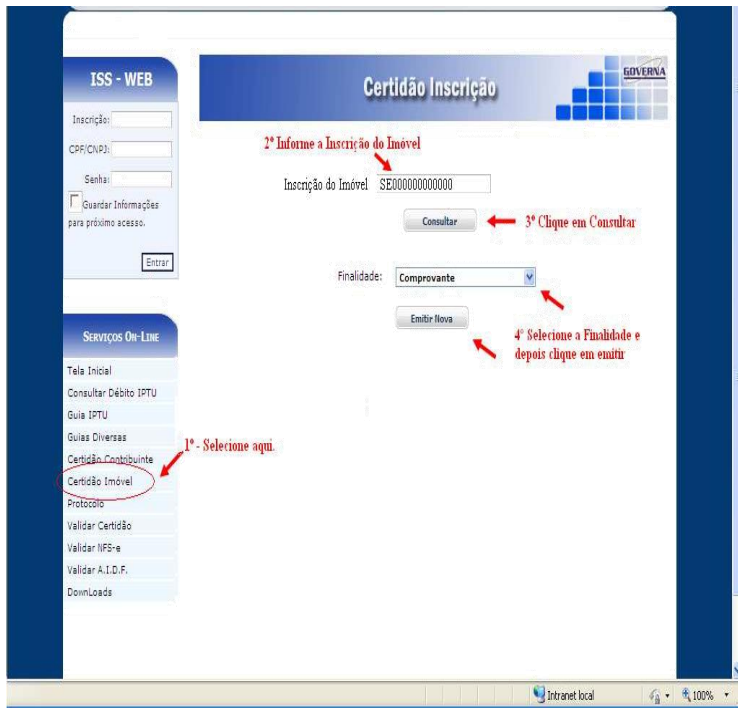 ISS - WEB
Inscrição:
CPF/CNPJ:
Senha:
Guardar Informações
para próximo acesso.
Entrar
Certidão Inscrição
GOVERNA
2º Informe a Inscrição do Imóvel
Inscrição do Imóvel SE000000000000
Consultar
3º Clique em Consultar
Finalidade: Comprovante
Emitir Nova
4º Selecione a Finalidade e
depois clique em emitir
Serviços On-Line
Tela Inicial
Consultar Débito IPTU
Guia IPTU
Guias Diversas
Certidão Contribuinte
1º - Selecione aqui.
Certidão Imóvel
Protocolo
Validar Certidão
Validar NFS-e
Validar A.I.D.F.
DownLoads
Intranet local
100%